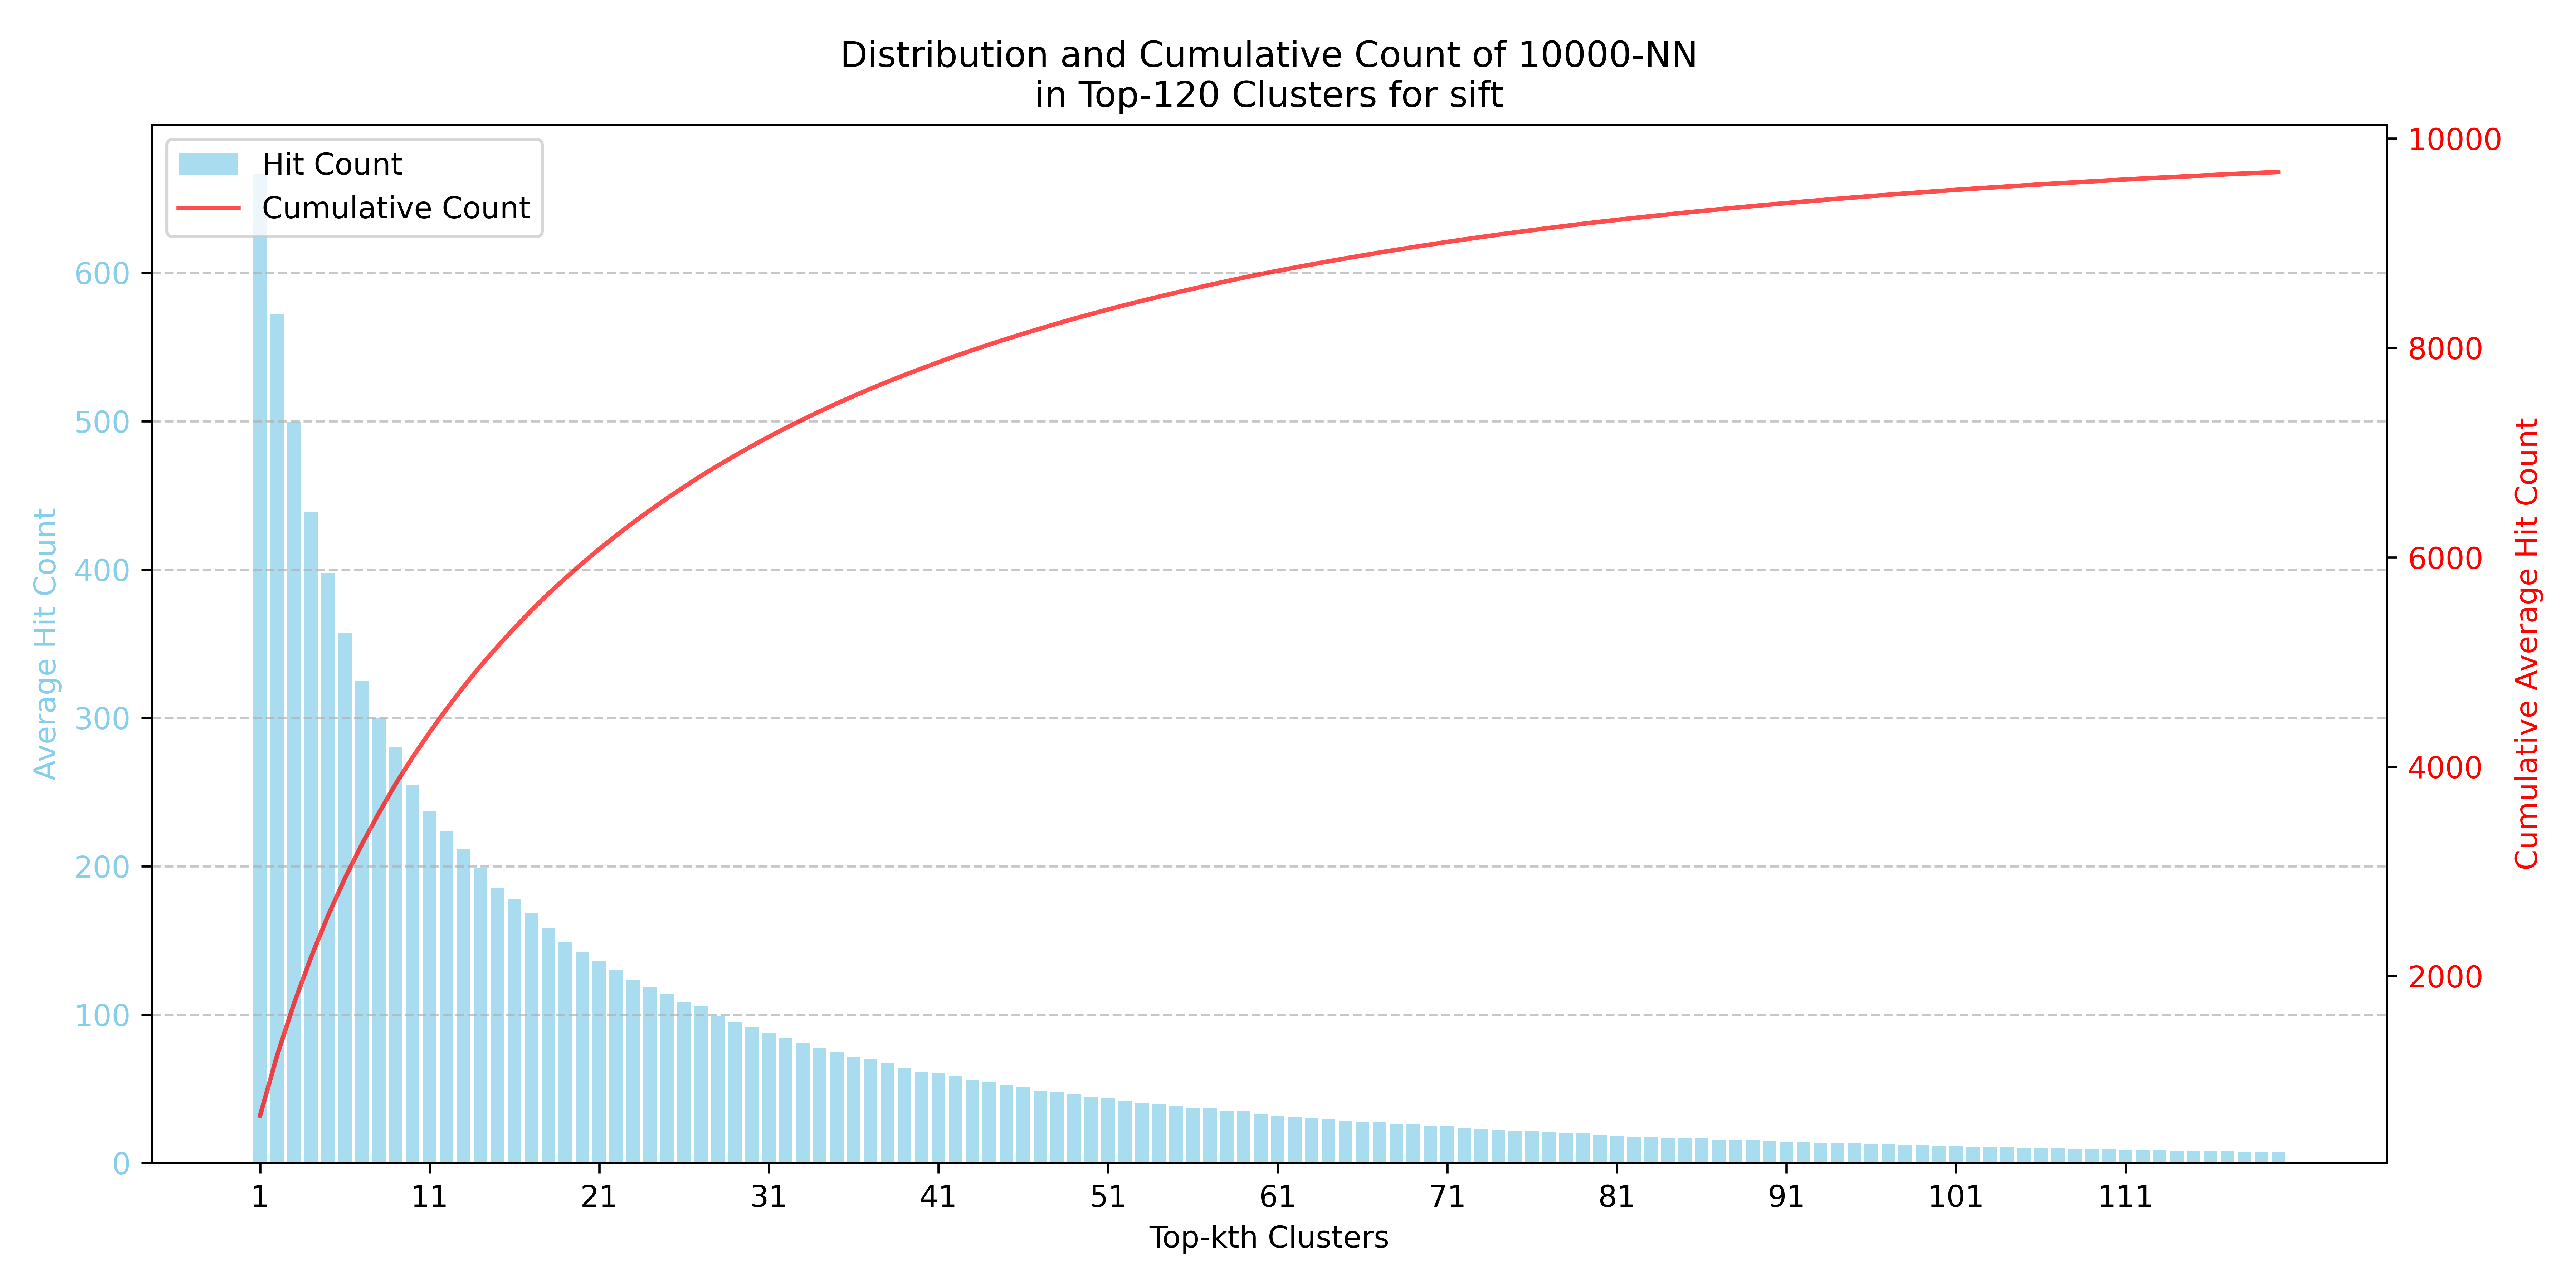 Distribution and Cumulative Count of 10000-NN
in Top-120 Clusters for sift
Hit Count
Cumulative Count
Average Hit Count
600
500
400
300
200
100
0
10000
8000
6000
4000
2000
Cumulative Average Hit Count
1 11 21 31 41 51 61 71 81 91 101 111
Top-kth Clusters